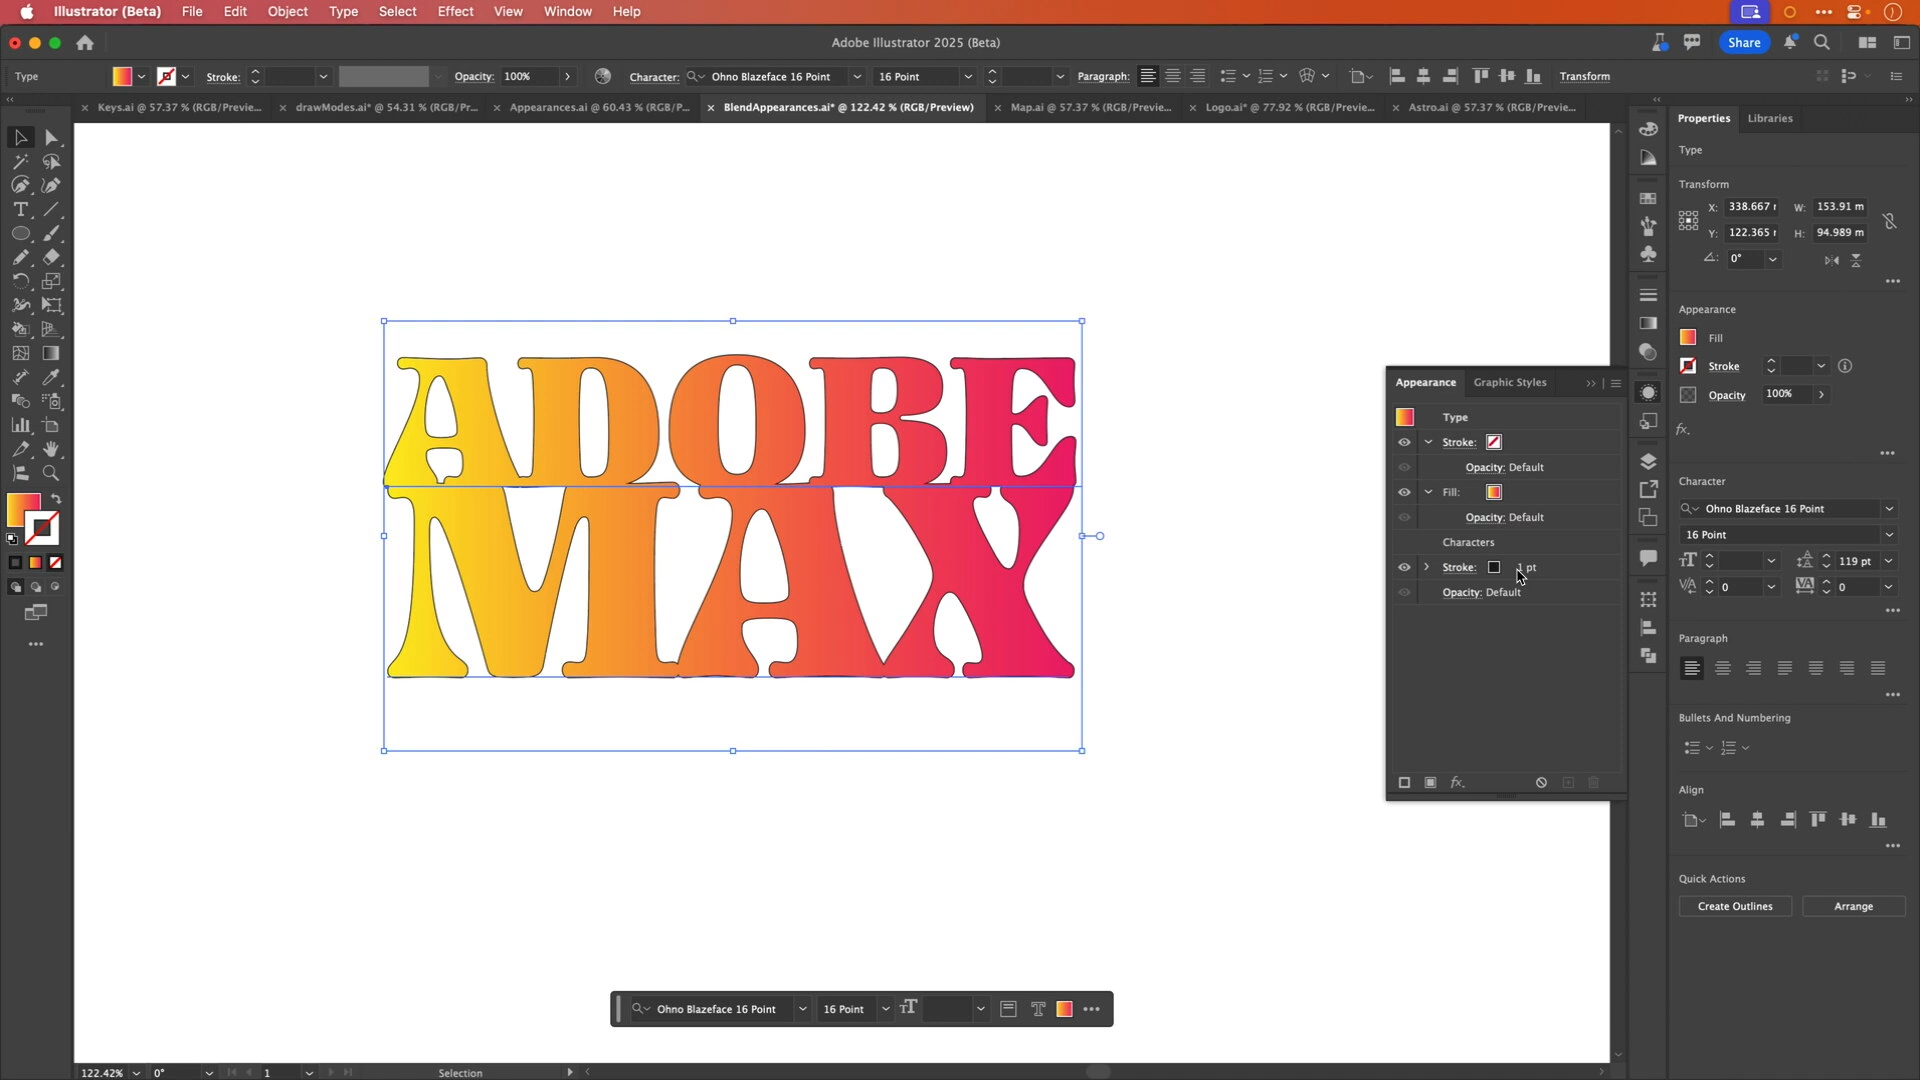 Illustrator (Beta) File Edit Object Type Select Effect View Window Help
Adobe Illustrator 2025 (Beta)
Share
Type
Stroke:
Opacity: 100%
Character: Ohno Blazeface 16 Point
16 Point
Paragraph:
Transform
Keys.ai @ 57.37 % (RGB/Previe...
drawModes.ai* @ 54.31 % (RGB/Pr...
Appearances.ai @ 60.43 % (RGB/P...
BlendAppearances.ai* @ 122.42 % (RGB/Preview)
Map.ai @ 57.37 % (RGB/Previe...
Logo.ai* @ 77.92 % (RGB/Previe...
Astro.ai @ 57.37 % (RGB/Previe...
ADOBE
MAX
Appearance Graphic Styles
Type
Stroke:
Opacity: Default
Fill:
Opacity: Default
Characters
Stroke: 1 pt
Opacity: Default
fx.
Properties Libraries
Type
Transform
X: 338.667 W: 153.91 m
Y: 122.365 H: 94.989 m
0°
Appearance
Fill
Stroke
Opacity 100%
fx.
Character
Ohno Blazeface 16 Point
16 Point
119 pt
0 0
Paragraph
Bullets And Numbering
Align
Quick Actions
Create Outlines Arrange
Ohno Blazeface 16 Point 16 Point
122.42% 0° 1 Selection